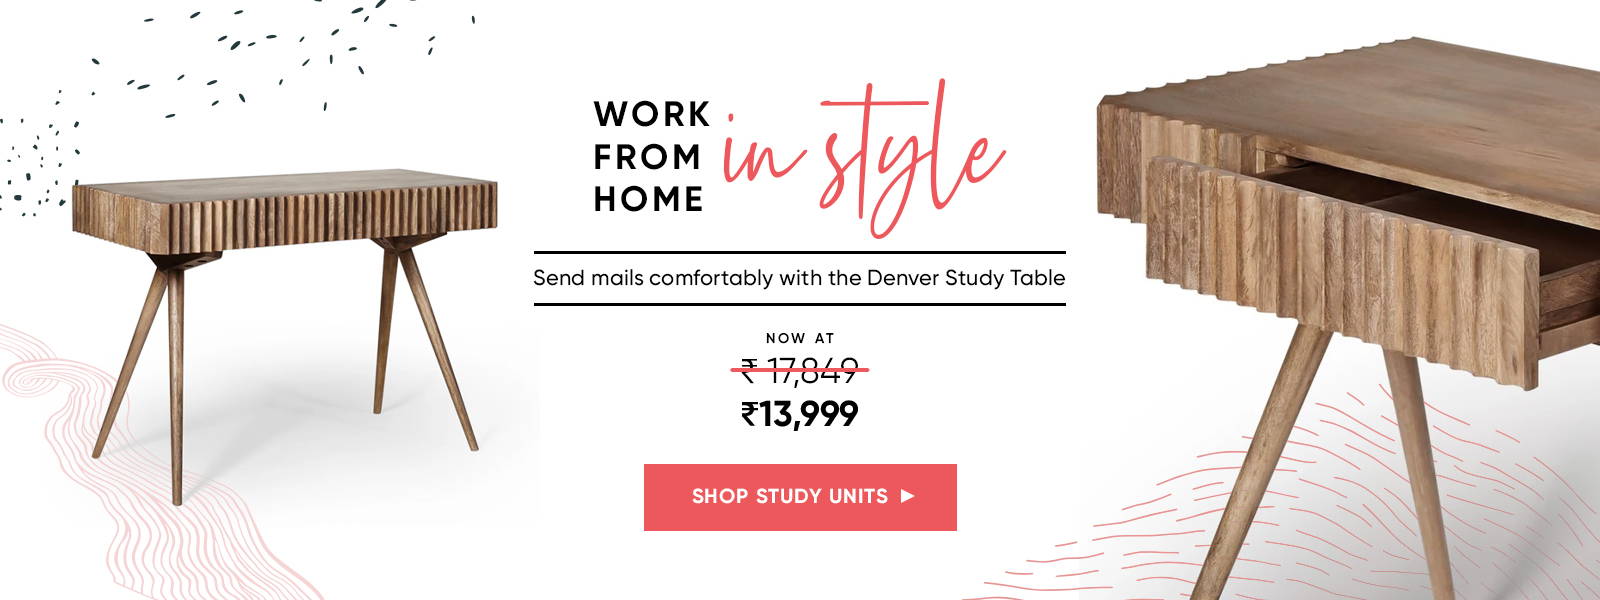 WORK
FROM
HOME
in style
Send mails comfortably with the Denver Study Table
NOW AT
₹ 17,849
₹13,999
SHOP STUDY UNITS ▶